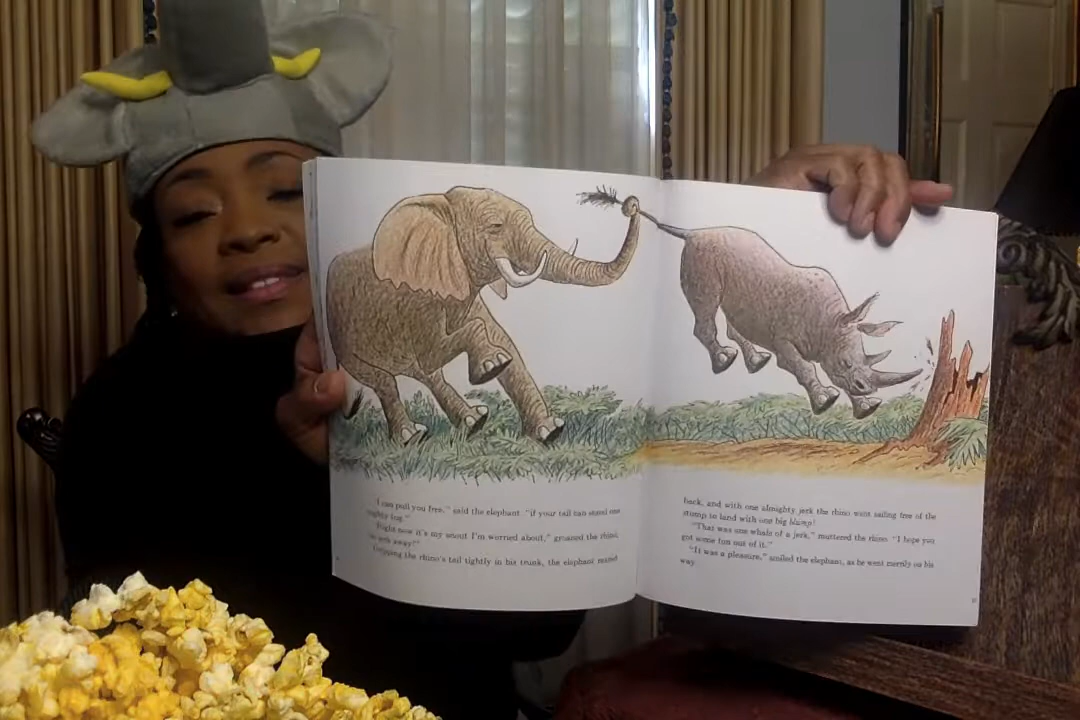 "I can pull you free," said the elephant "if your tail can stand one
mighty tug."
"Right now it's my snout I'm worried about," groaned the rhino,
away?"
Gripping the rhino's tail tightly in his trunk, the elephant reared
back, and with one almighty jerk the rhino went sailing free of the
stump to land with one big
"That was one whale of a jerk," muttered the rhino. "I hope you
got some fun out of it."
"It was a pleasure," smiled the elephant, as he went merrily on his
way.